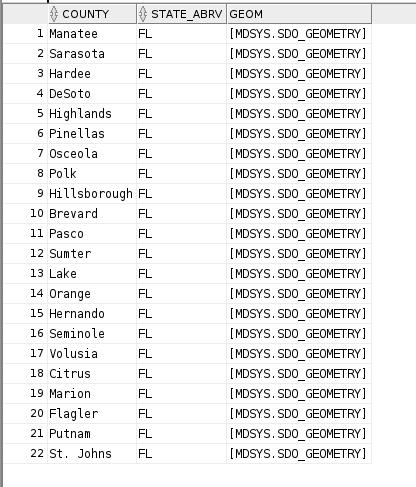 COUNTY STATE_ABRV GEOM
1 Manatee FL [MDSYS.SDO_GEOMETRY]
2 Sarasota FL [MDSYS.SDO_GEOMETRY]
3 Hardee FL [MDSYS.SDO_GEOMETRY]
4 DeSoto FL [MDSYS.SDO_GEOMETRY]
5 Highlands FL [MDSYS.SDO_GEOMETRY]
6 Pinellas FL [MDSYS.SDO_GEOMETRY]
7 Osceola FL [MDSYS.SDO_GEOMETRY]
8 Polk FL [MDSYS.SDO_GEOMETRY]
9 Hillsborough FL [MDSYS.SDO_GEOMETRY]
10 Brevard FL [MDSYS.SDO_GEOMETRY]
11 Pasco FL [MDSYS.SDO_GEOMETRY]
12 Sumter FL [MDSYS.SDO_GEOMETRY]
13 Lake FL [MDSYS.SDO_GEOMETRY]
14 Orange FL [MDSYS.SDO_GEOMETRY]
15 Hernando FL [MDSYS.SDO_GEOMETRY]
16 Seminole FL [MDSYS.SDO_GEOMETRY]
17 Volusia FL [MDSYS.SDO_GEOMETRY]
18 Citrus FL [MDSYS.SDO_GEOMETRY]
19 Marion FL [MDSYS.SDO_GEOMETRY]
20 Flagler FL [MDSYS.SDO_GEOMETRY]
21 Putnam FL [MDSYS.SDO_GEOMETRY]
22 St. Johns FL [MDSYS.SDO_GEOMETRY]